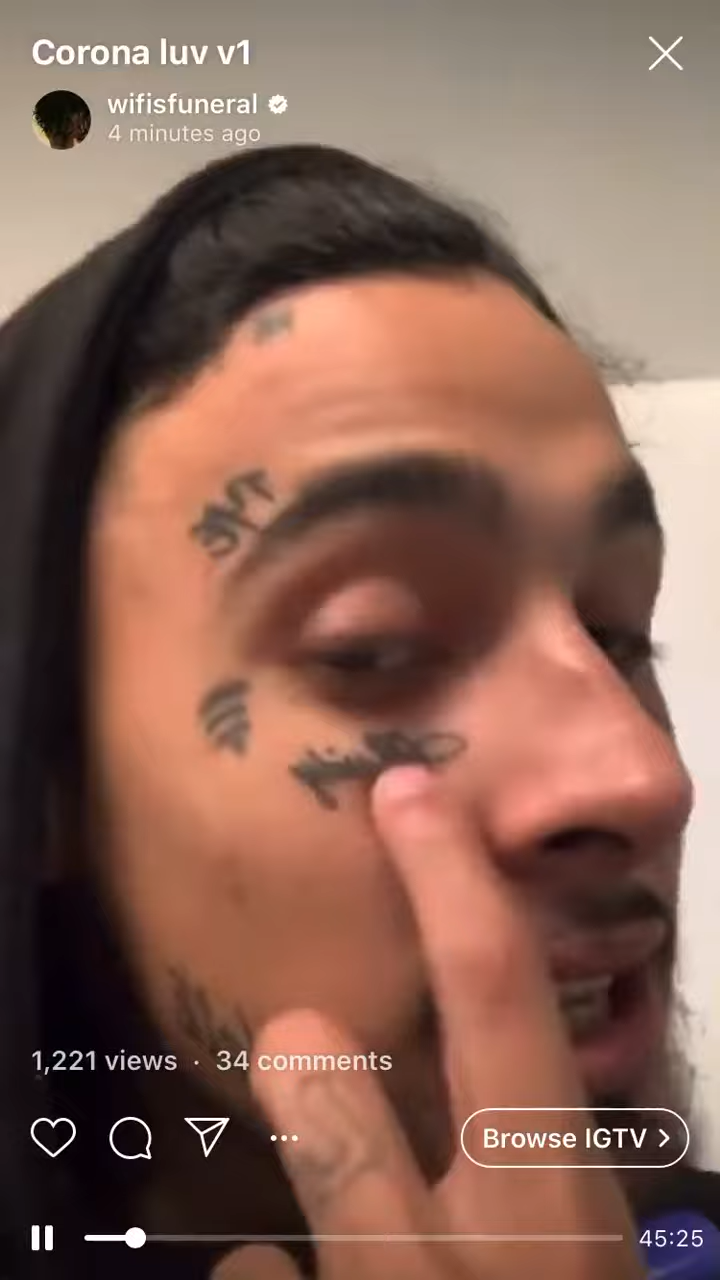 Corona luv v1
wifisfuneral
4 minutes ago
1,221 views · 34 comments
Browse IGTV >
45:25